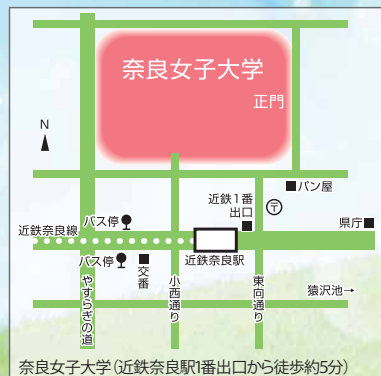 奈良女子大学
正門
N
パン屋
近鉄1番
出口
〒
県庁
バス停
近鉄奈良線
近鉄奈良駅
バス停
交番
やすらぎの道
小西通り
東向通り
猿沢池→
奈良女子大学(近鉄奈良駅1番出口から徒歩約5分)